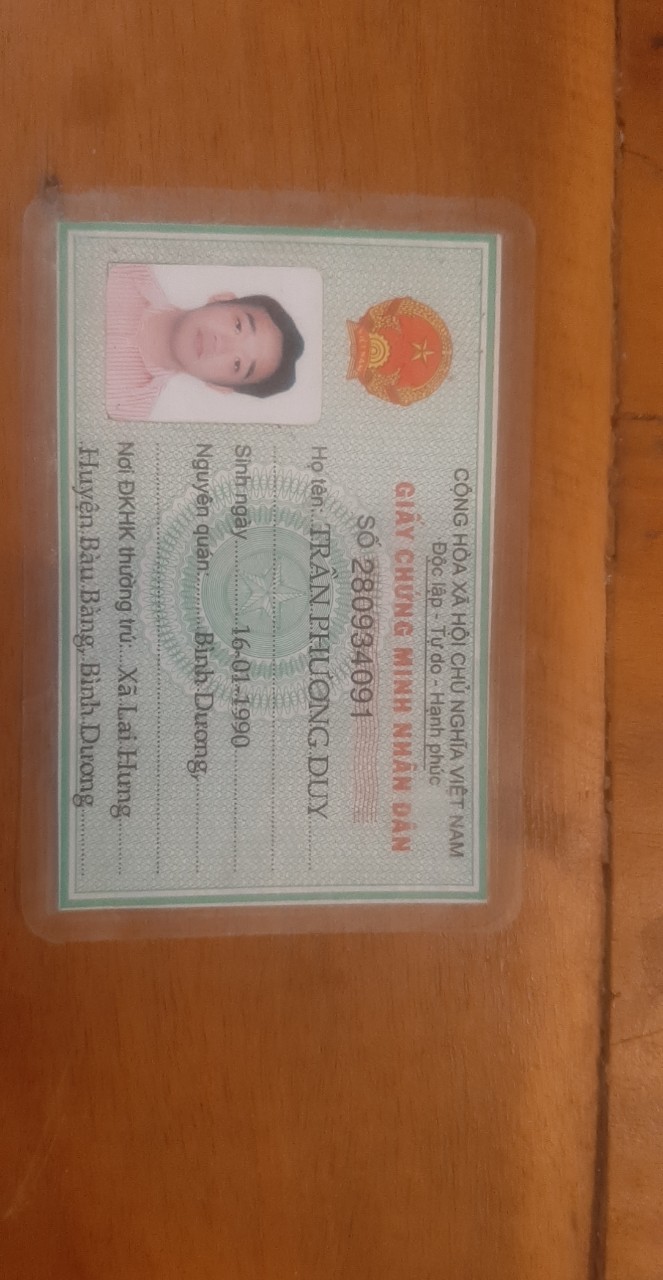 CỘNG HÒA XÃ HỘI CHỦ NGHĨA VIỆT NAM
Độc lập - Tự do - Hạnh phúc
GIẤY CHỨNG MINH NHÂN DÂN
SỐ 280934091
Họ tên: TRẦN PHƯƠNG DUY
Sinh ngày 16-01-1990
Nguyên quán: Bình Dương
Nơi ĐKHK thường trú: Xã Lai Hưng
Huyện Bàu Bàng, Bình Dương